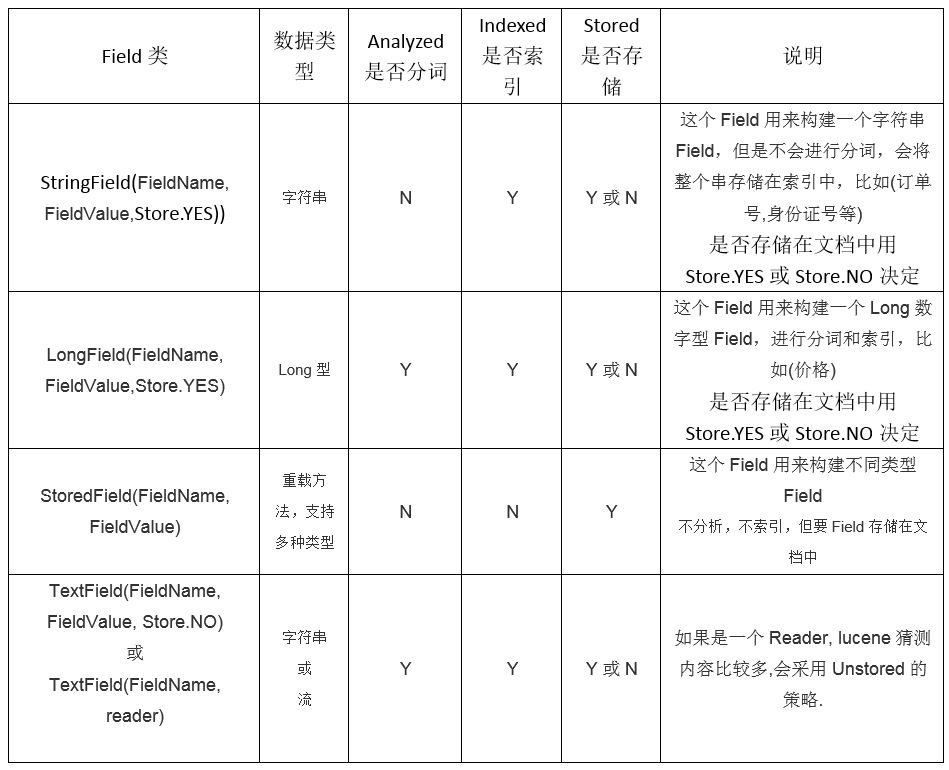 Field 类
数据类
型
Analyzed
是否分词
Indexed
是否索
引
Stored
是否存
储
说明
StringField(FieldName,
FieldValue,Store.YES))
字符串
N
Y
Y 或 N
这个 Field 用来构建一个字符串
Field，但是不会进行分词，会将
整个串存储在索引中，比如(订单
号,身份证号等)
是否存储在文档中用
Store.YES 或 Store.NO 决定
LongField(FieldName,
FieldValue,Store.YES)
Long 型
Y
Y
Y 或 N
这个 Field 用来构建一个 Long 数
字型 Field，进行分词和索引，比
如(价格)
是否存储在文档中用
Store.YES 或 Store.NO 决定
StoredField(FieldName,
FieldValue)
重载方
法，支持
多种类型
N
N
Y
这个 Field 用来构建不同类型
Field
不分析，不索引，但要 Field 存储在文
档中
TextField(FieldName,
FieldValue, Store.NO)
或
TextField(FieldName,
reader)
字符串
或
流
Y
Y
Y 或 N
如果是一个 Reader, lucene 猜测
内容比较多,会采用 Unstored 的
策略.